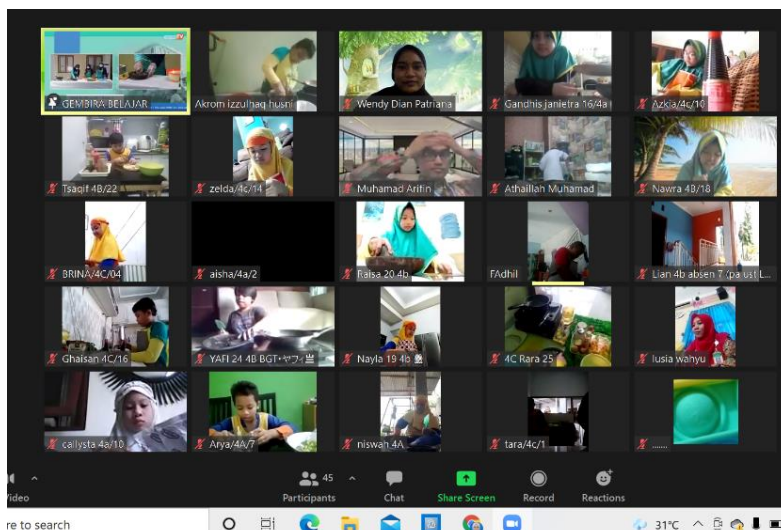 GEMBIRA BELAJAR
Akrom izzulhaq husni
Wendy Dian Patriana
Gandhis janietra 16/4a
Azkia/4c/10
Tsaqif 4B/22
zelda/4c/14
Muhamad Arifin
Athaillah Muhamad
Nawra 4B/18
BRINA/4C/04
aisha/4a/2
Raisa 20 4b
FAdhil
Lian 4b absen 7 (pa ust L...
Ghaisan 4C/16
YAFI 24 4B BGT
Nayla 19 4b
4C Rara 25
lusia wahyu
callysta 4a/10
Arya/4A/7
niswah 4A
tara/4c/1
......
Video
45
Participants
Chat
Share Screen
Record
Reactions
re to search
31°C